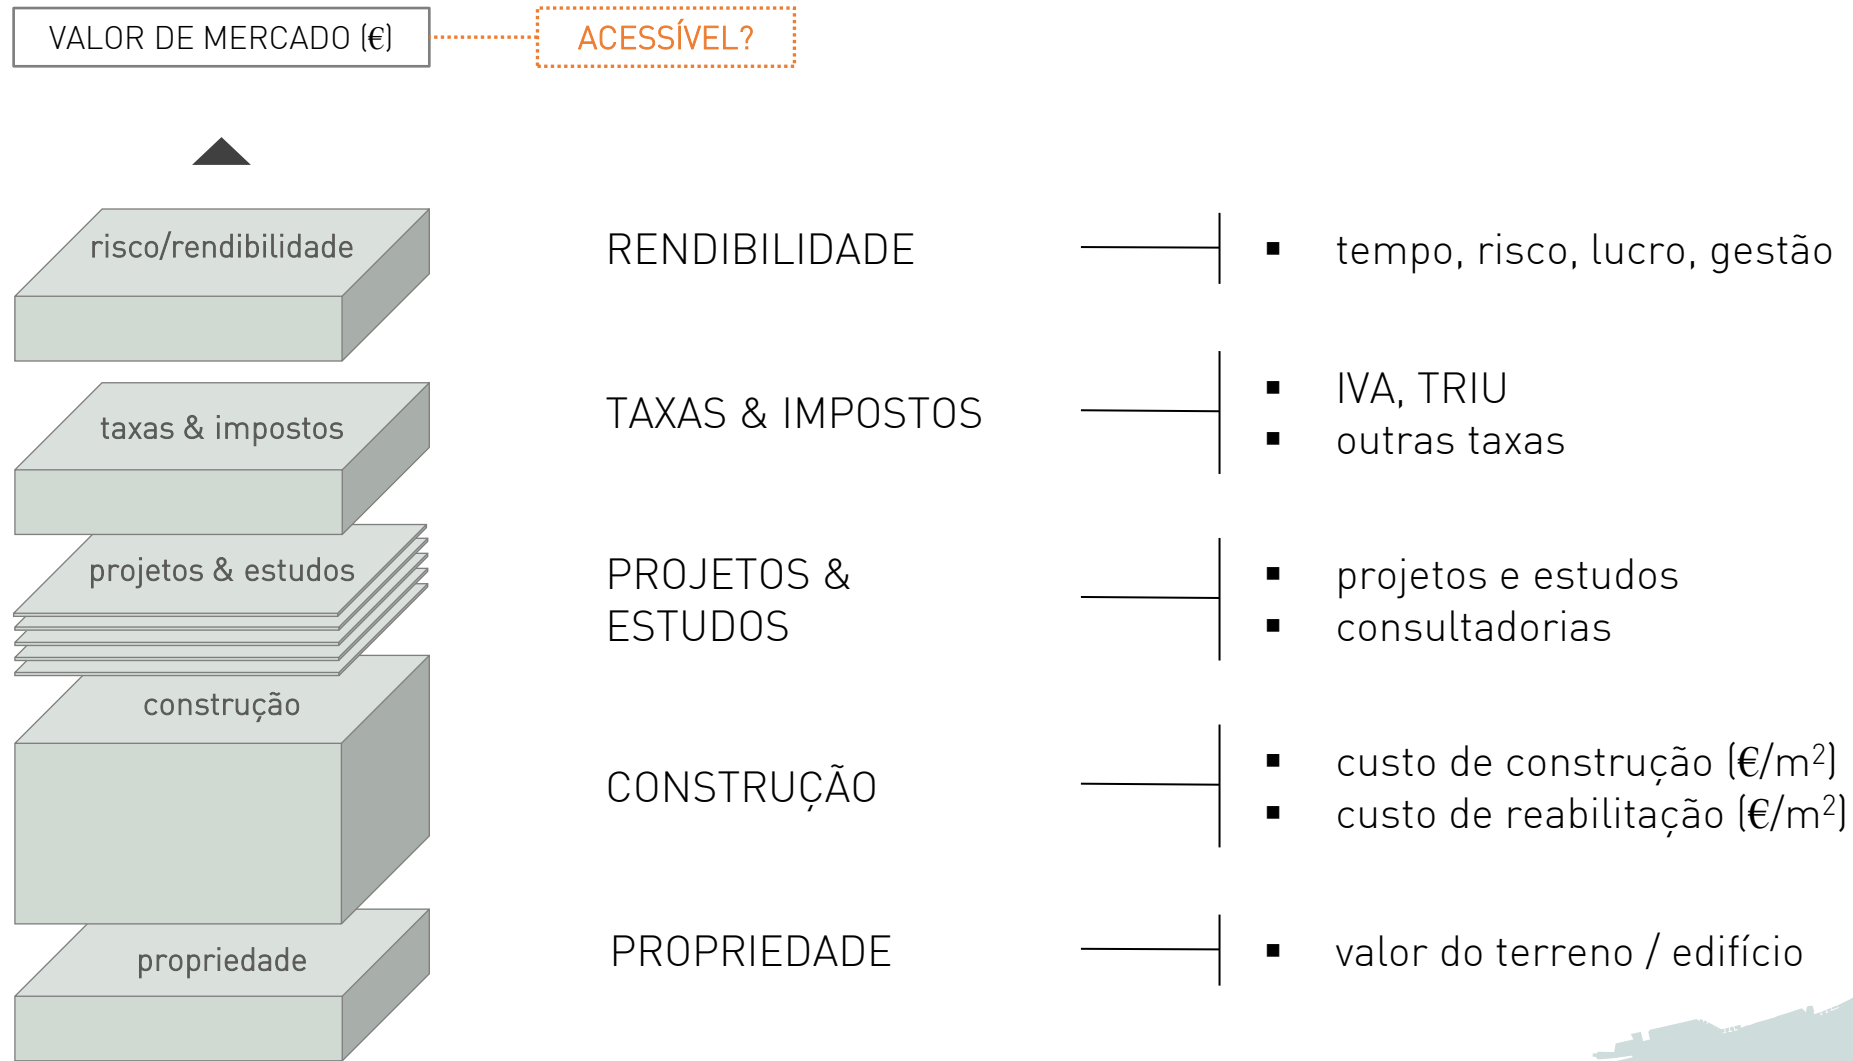 VALOR DE MERCADO (€)
ACESSÍVEL?
risco/rendibilidade
RENDIBILIDADE
▪ tempo, risco, lucro, gestão
taxas & impostos
TAXAS & IMPOSTOS
▪ IVA, TRIU
▪ outras taxas
projetos & estudos
PROJETOS &
ESTUDOS
▪ projetos e estudos
▪ consultadorias
construção
CONSTRUÇÃO
▪ custo de construção (€/m²)
▪ custo de reabilitação (€/m²)
propriedade
PROPRIEDADE
▪ valor do terreno / edifício